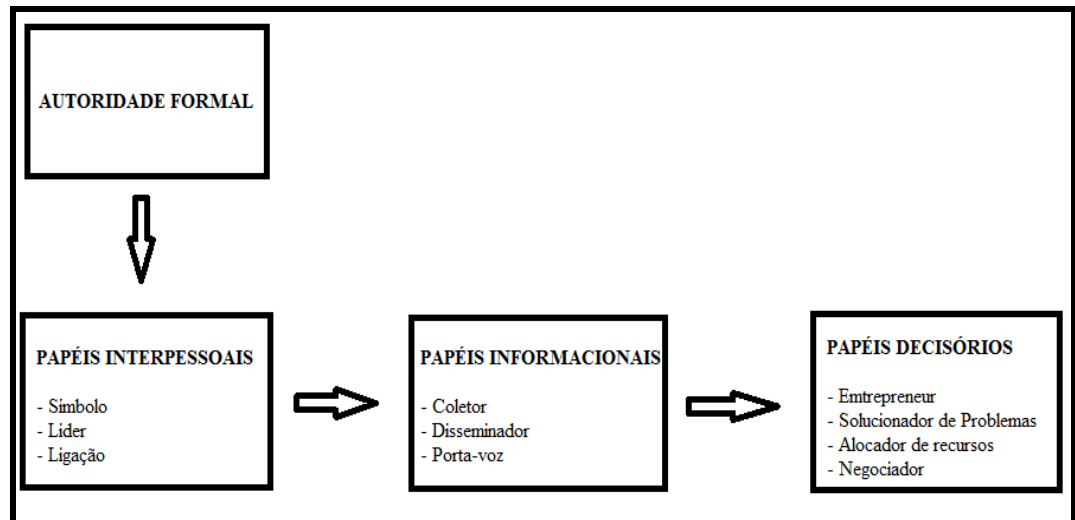 AUTORIDADE FORMAL
PAPÉIS INTERPESSOAIS
- Símbolo
- Lider
- Ligação
PAPÉIS INFORMACIONAIS
- Coletor
- Disseminador
- Porta-voz
PAPÉIS DECISÓRIOS
- Emtrepreneur
- Solucionador de Problemas
- Alocador de recursos
- Negociador